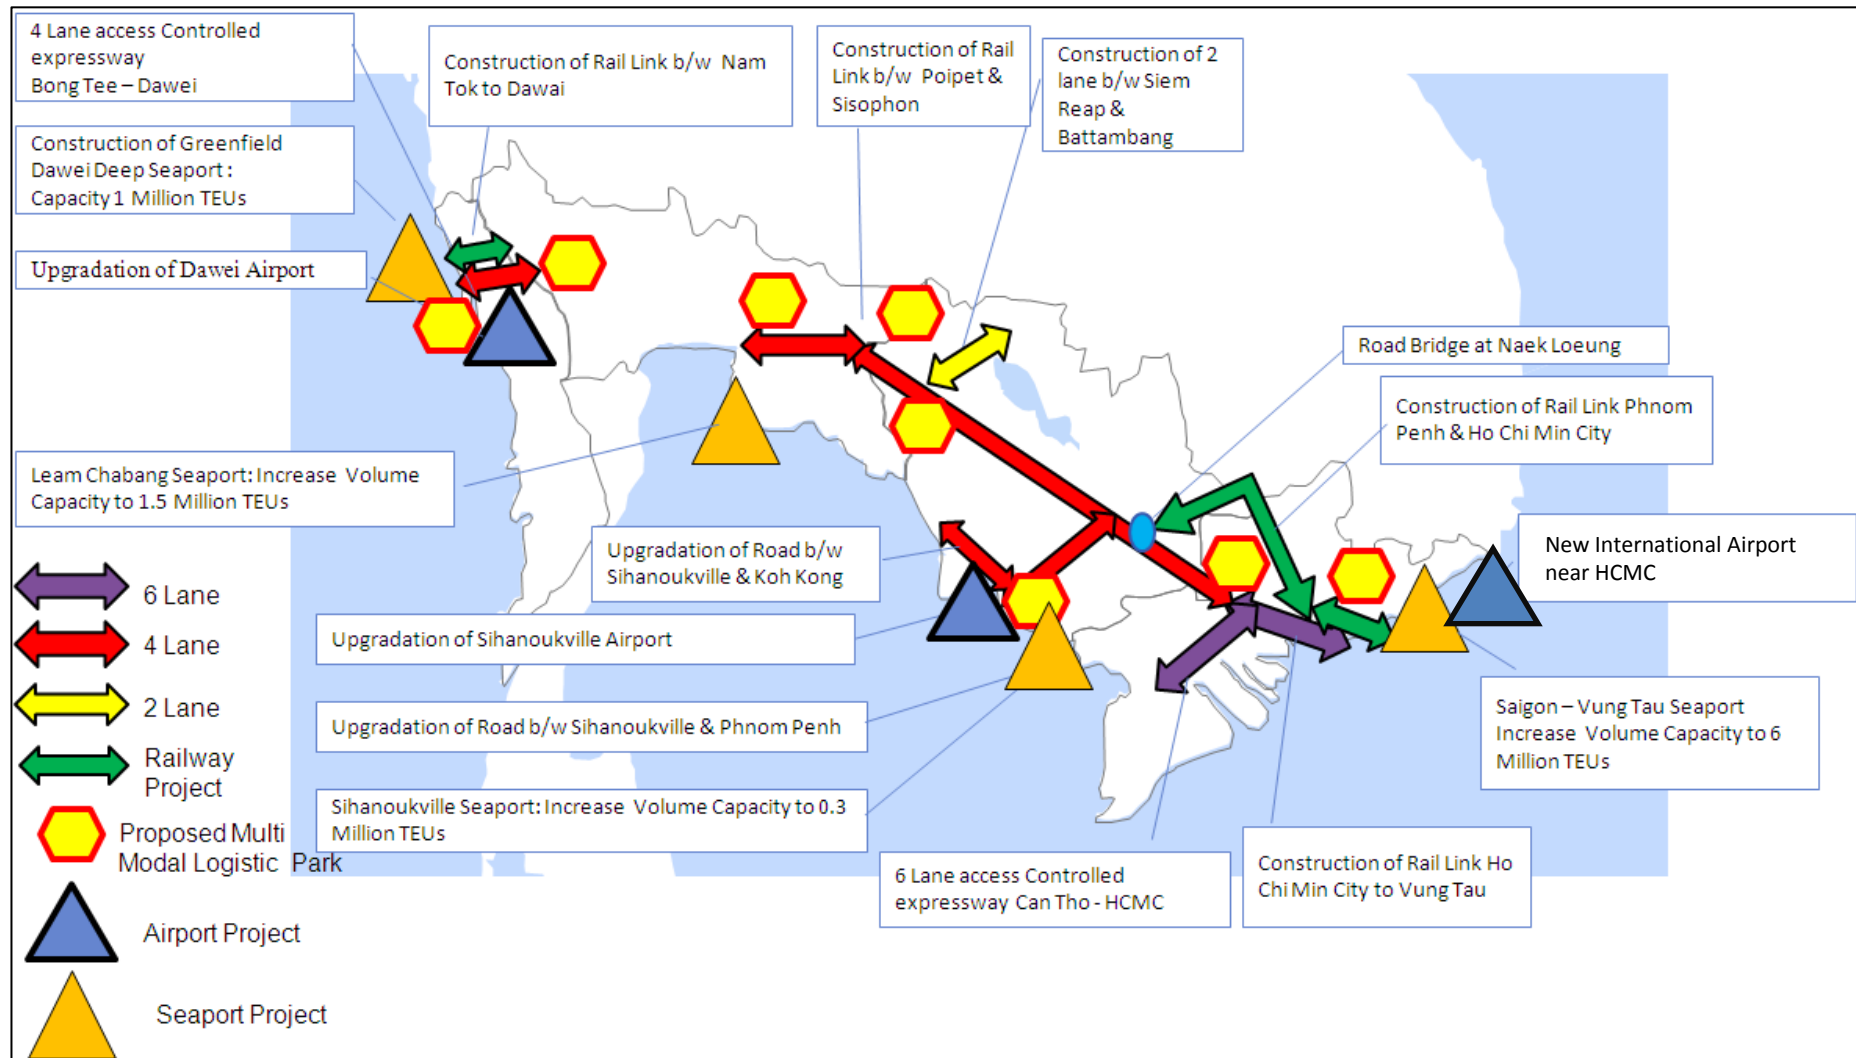 4 Lane access Controlled
expressway
Bong Tee – Dawei
Construction of Rail Link b/w Nam
Tok to Dawai
Construction of Rail
Link b/w Poipet &
Sisophon
Construction of 2
lane b/w Siem
Reap &
Battambang
Construction of Greenfield
Dawei Deep Seaport :
Capacity 1 Million TEUs
Upgradation of Dawei Airport
Road Bridge at Naek Loeung
Construction of Rail Link Phnom
Penh & Ho Chi Min City
Leam Chabang Seaport: Increase Volume
Capacity to 1.5 Million TEUs
Upgradation of Road b/w
Sihanoukville & Koh Kong
New International Airport
near HCMC
Upgradation of Sihanoukville Airport
Upgradation of Road b/w Sihanoukville & Phnom Penh
Saigon – Vung Tau Seaport
Increase Volume Capacity to 6
Million TEUs
Sihanoukville Seaport: Increase Volume Capacity to 0.3
Million TEUs
6 Lane access Controlled
expressway Can Tho - HCMC
Construction of Rail Link Ho
Chi Min City to Vung Tau
6 Lane
4 Lane
2 Lane
Railway
Project
Proposed Multi
Modal Logistic Park
Airport Project
Seaport Project